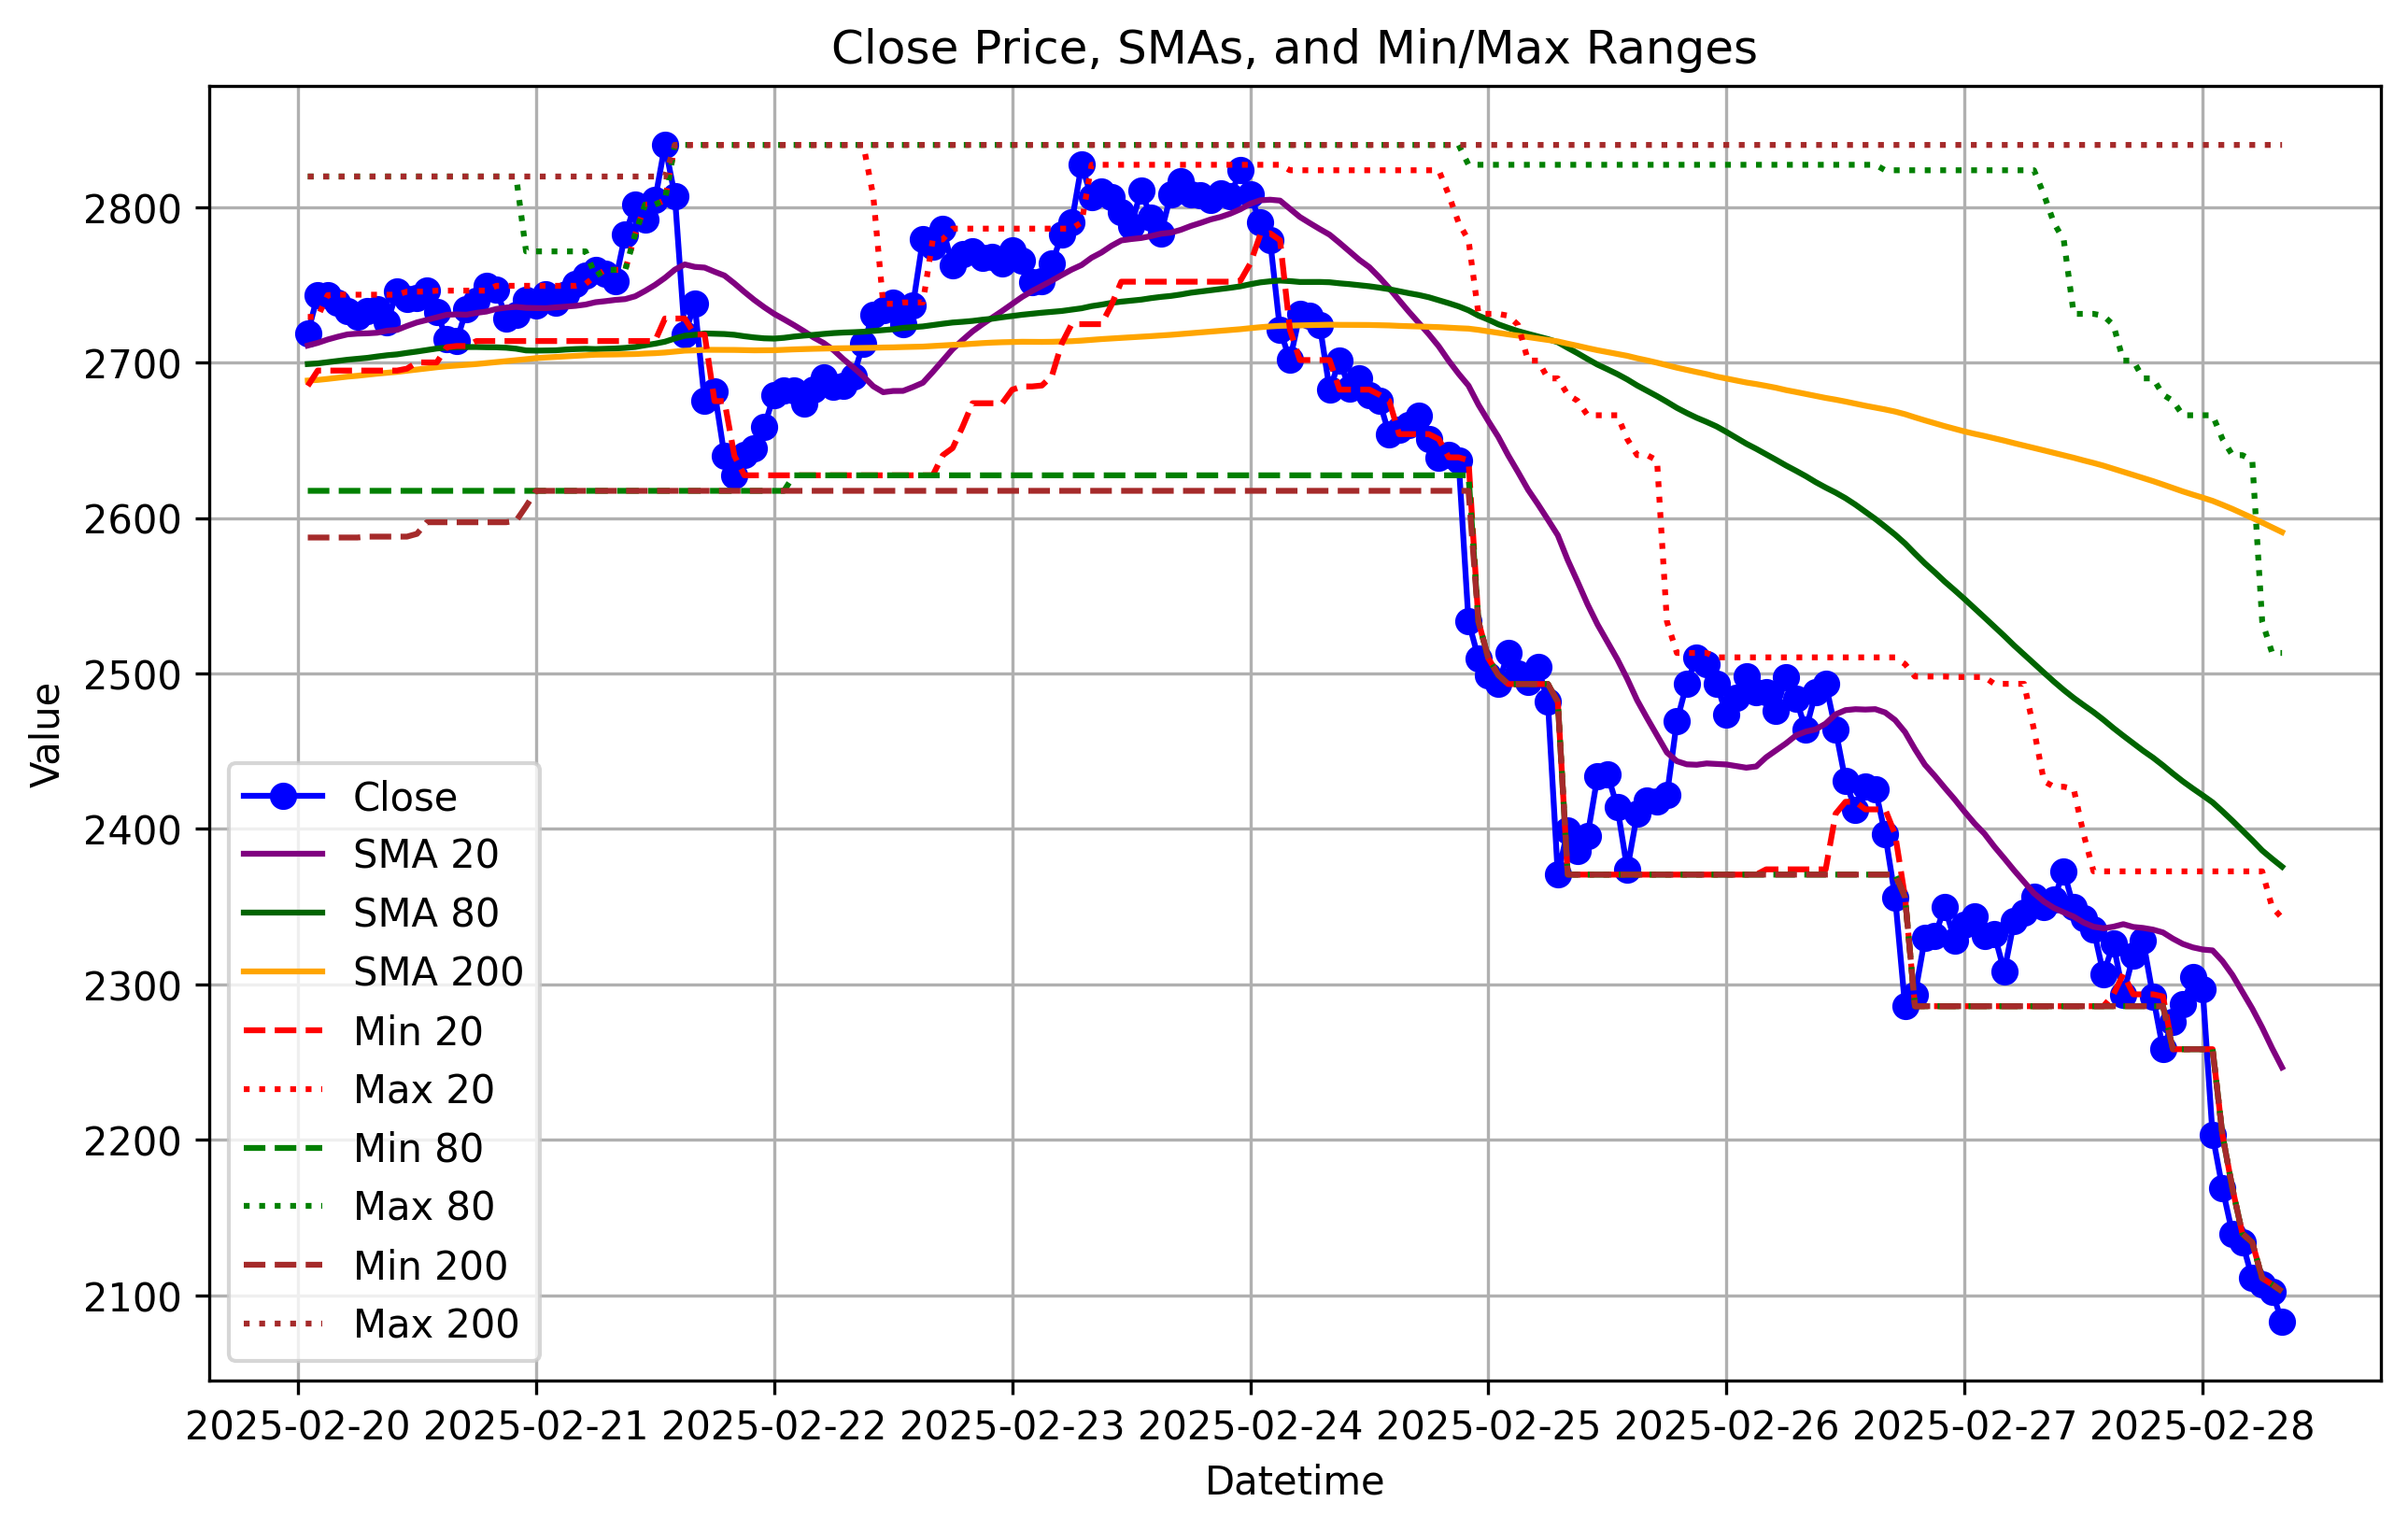 Close Price, SMAs, and Min/Max Ranges
Value
2800
2700
2600
2500
2400
2300
2200
2100
Close
SMA 20
SMA 80
SMA 200
Min 20
Max 20
Min 80
Max 80
Min 200
Max 200
2025-02-20 2025-02-21 2025-02-22 2025-02-23 2025-02-24 2025-02-25 2025-02-26 2025-02-27 2025-02-28
Datetime